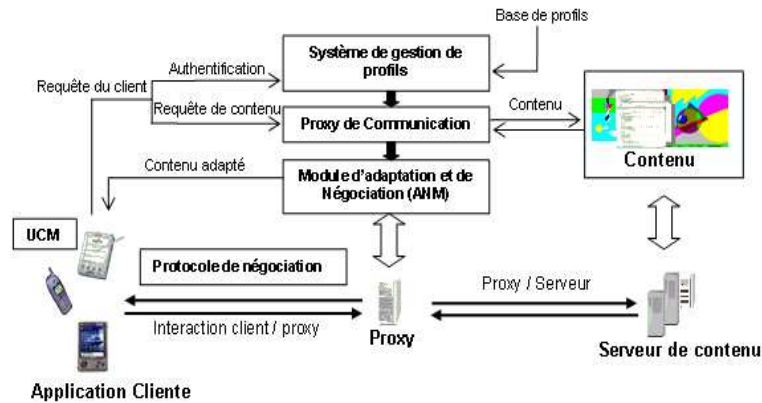 Base de profils
Système de gestion de
profils
Authentification
Requête du client
Requête de contenu
Proxy de Communication
Contenu
Contenu
Contenu adapté
Module d'adaptation et de
Négociation (ANM)
UCM
Protocole de négociation
Proxy / Serveur
Interaction client / proxy
Proxy
Serveur de contenu
Application Cliente